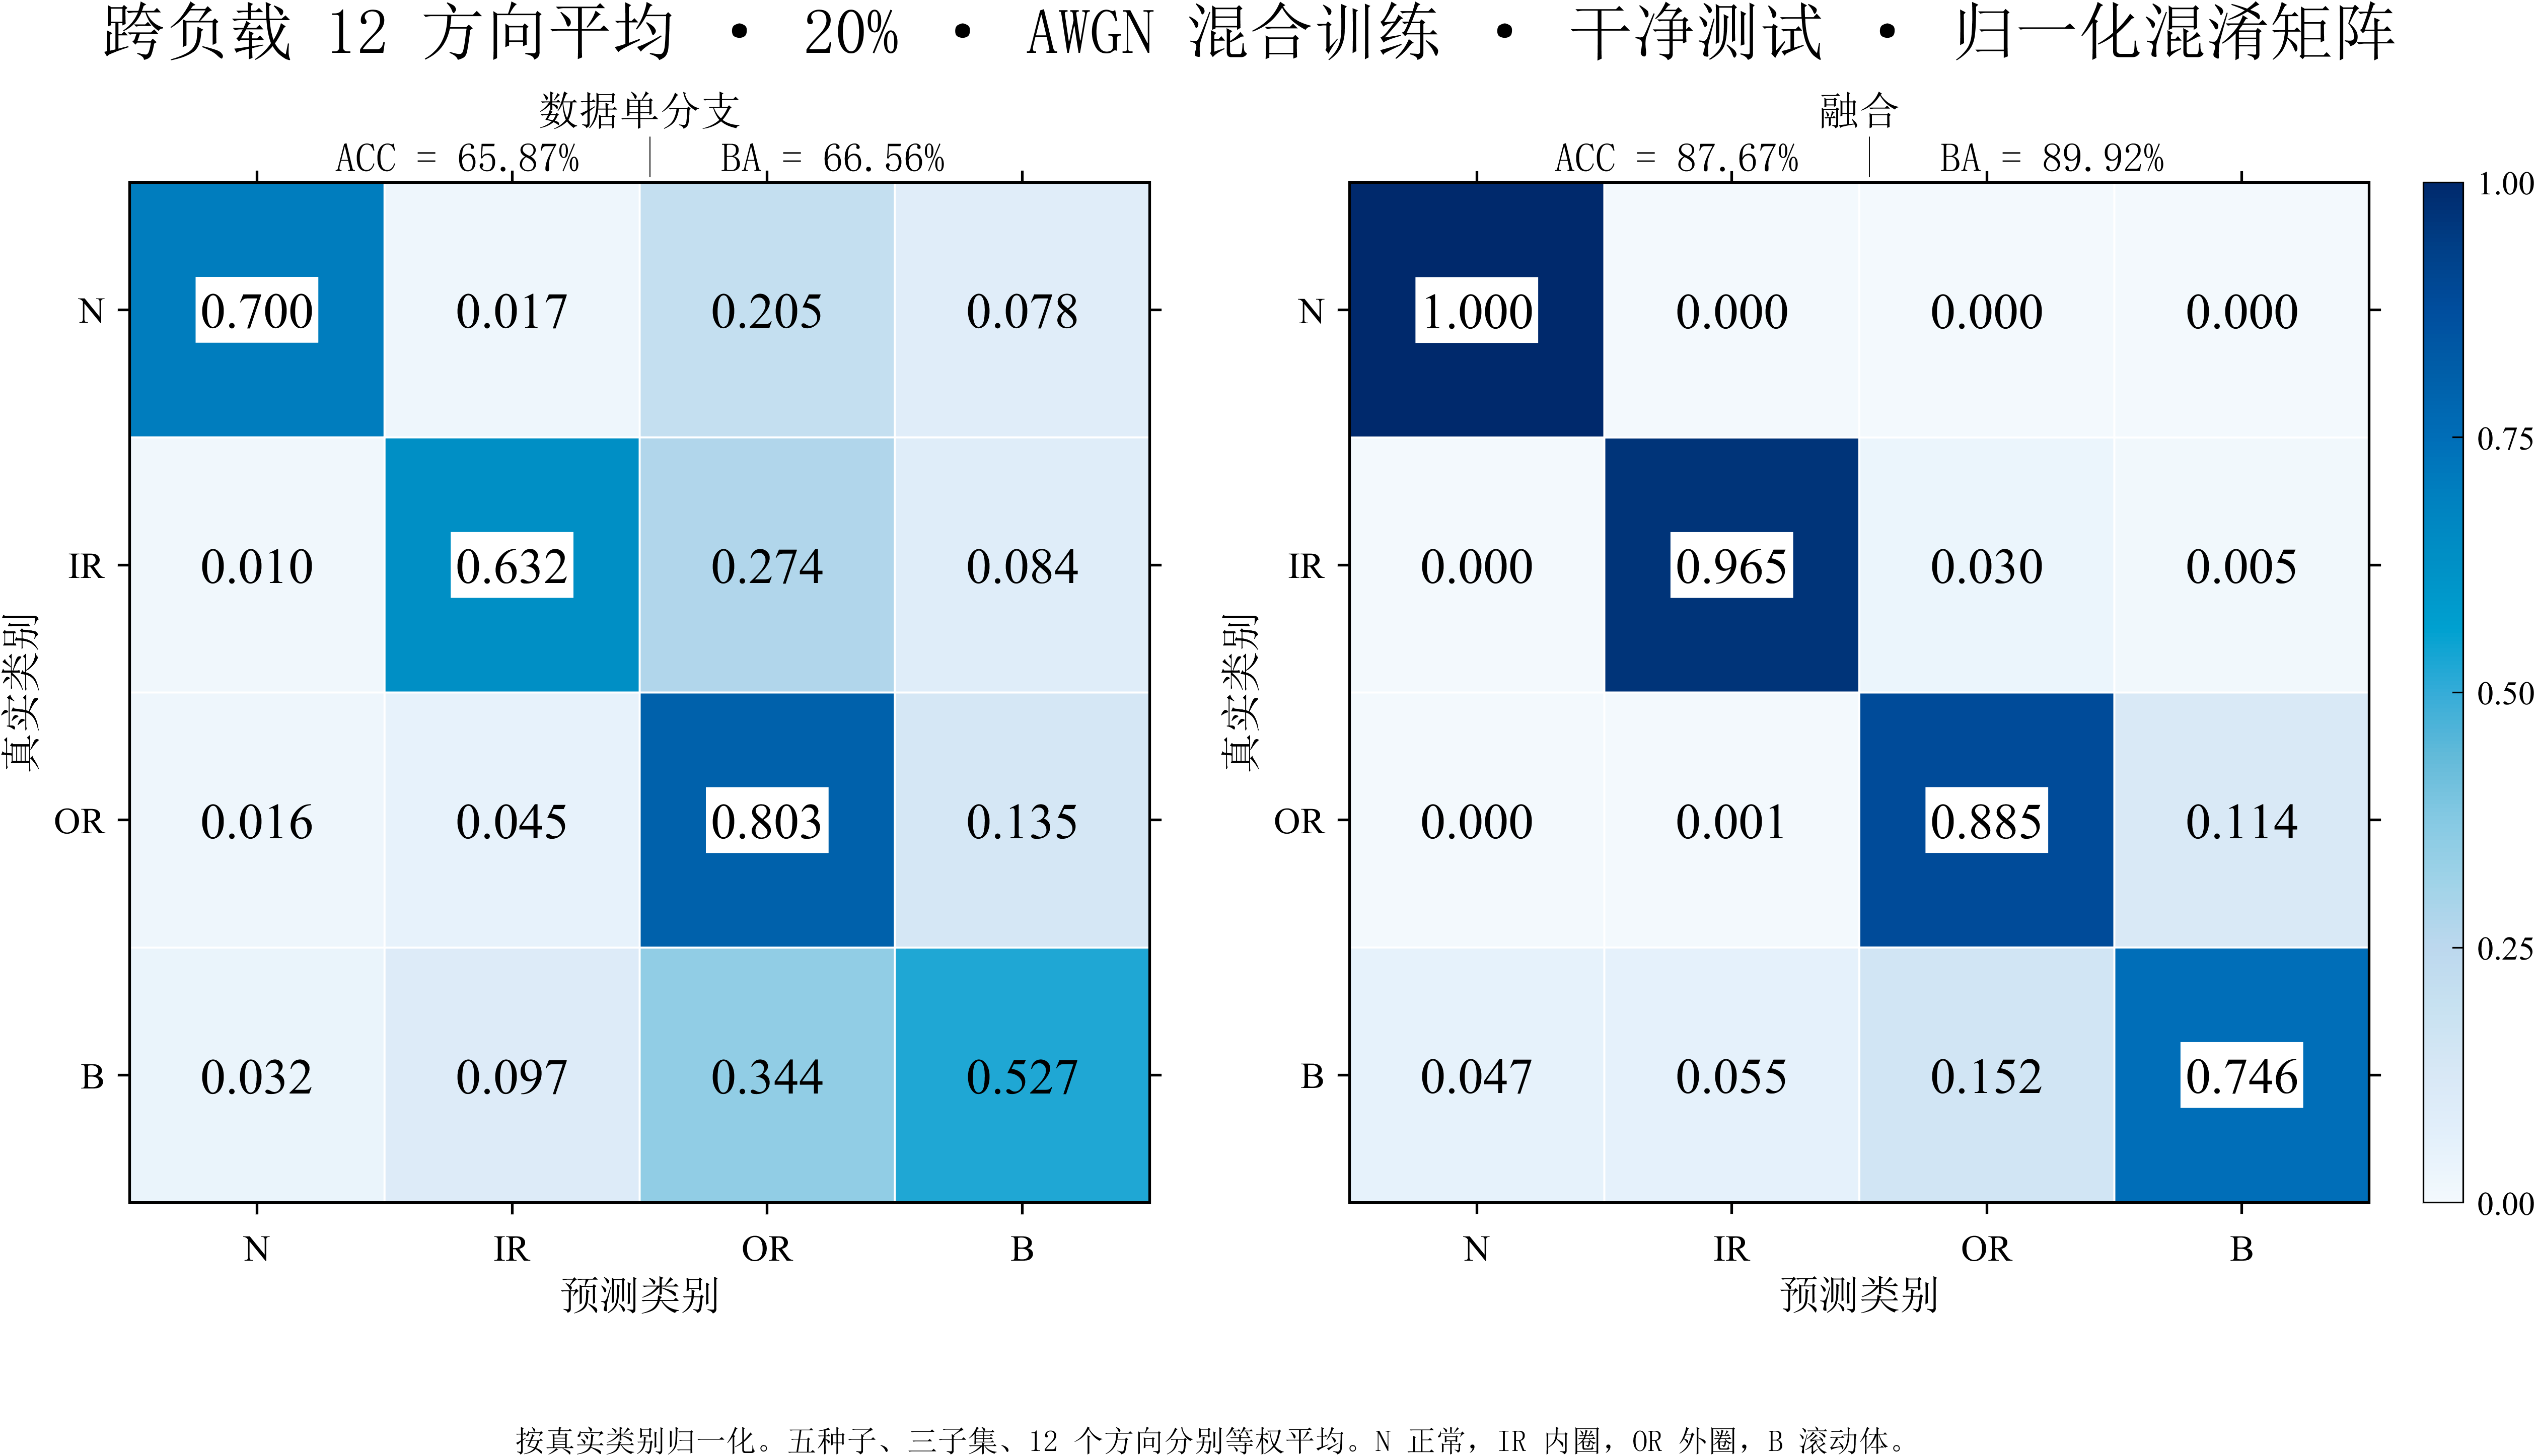 跨负载 12 方向平均 • 20% • AWGN 混合训练 • 干净测试 • 归一化混淆矩阵
数据单分支
ACC = 65.87% │ BA = 66.56%
N 0.700 0.017 0.205 0.078
IR 0.010 0.632 0.274 0.084
OR 0.016 0.045 0.803 0.135
B 0.032 0.097 0.344 0.527
真实类别
N IR OR B
预测类别
融合
ACC = 87.67% │ BA = 89.92%
N 1.000 0.000 0.000 0.000
IR 0.000 0.965 0.030 0.005
OR 0.000 0.001 0.885 0.114
B 0.047 0.055 0.152 0.746
真实类别
N IR OR B
预测类别
1.00
0.75
0.50
0.25
0.00
按真实类别归一化。五种子、三子集、12 个方向分别等权平均。N 正常，IR 内圈，OR 外圈，B 滚动体。